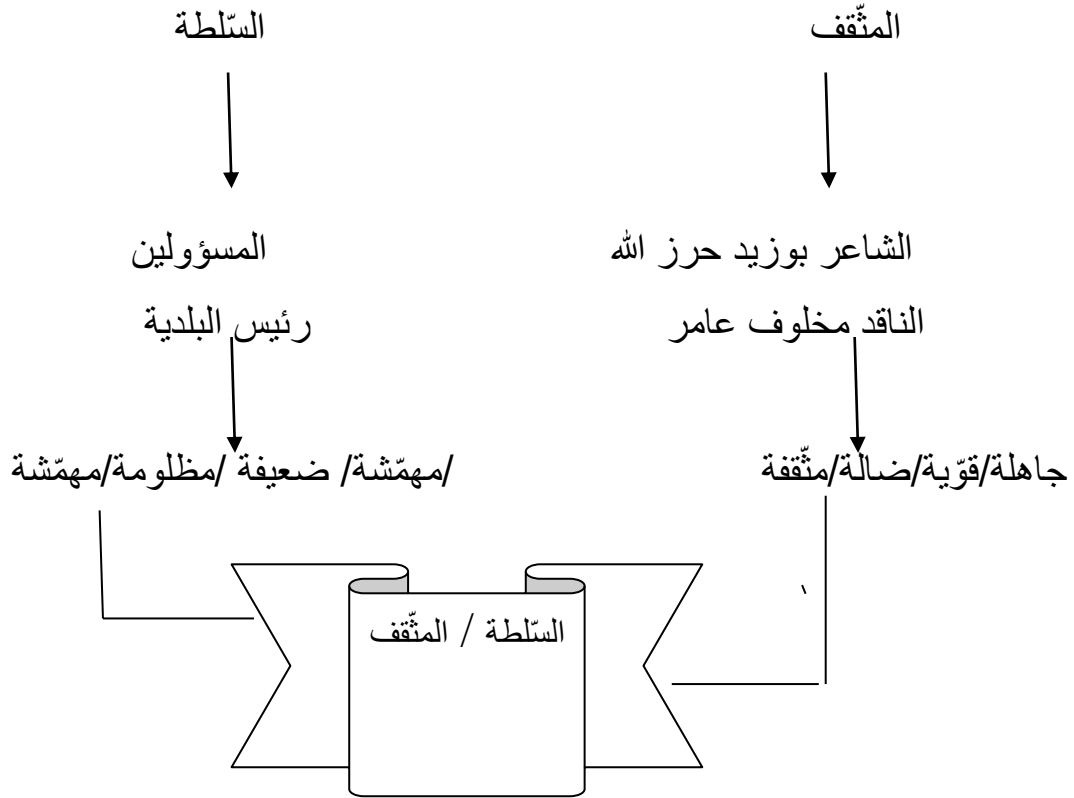 المثّقف السّلطة
الشاعر بوزيد حرز الله المسؤولين
الناقد مخلوف عامر رئيس البلدية
جاهلة/قوّية/ضالة/مثّقفة /مهمّشة/ ضعيفة /مظلومة/مهمّشة
السّلطة / المثّقف